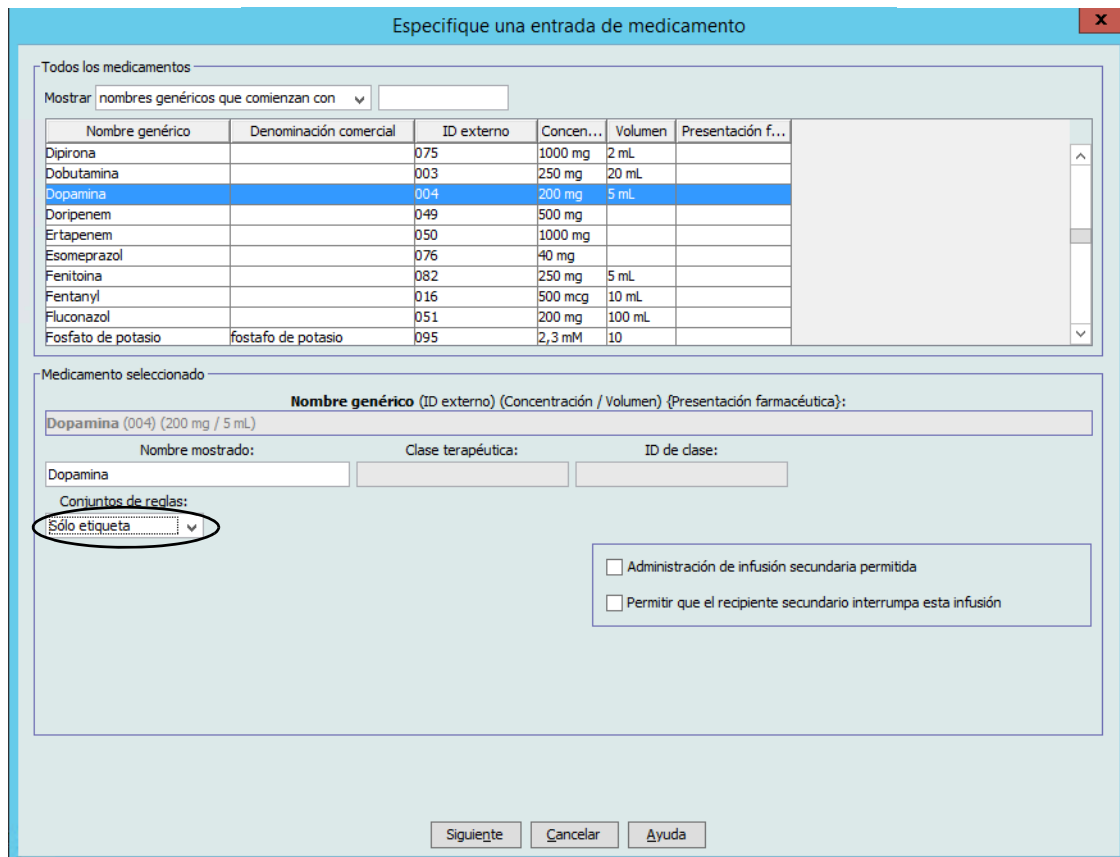 Especifique una entrada de medicamento
x
Todos los medicamentos
Mostrar nombres genéricos que comienzan con
Nombre genérico Denominación comercial ID externo Concen... Volumen Presentación f...
Dipirona 075 1000 mg 2 mL
Dobutamina 003 250 mg 20 mL
Dopamina 004 200 mg 5 mL
Doripenem 049 500 mg
Ertapenem 050 1000 mg
Esomeprazol 076 40 mg
Fenitoina 082 250 mg 5 mL
Fentanyl 016 500 mcg 10 mL
Fluconazol 051 200 mg 100 mL
Fosfato de potasio fostafo de potasio 095 2,3 mM 10
Medicamento seleccionado
Nombre genérico (ID externo) (Concentración / Volumen) {Presentación farmacéutica}:
Dopamina (004) (200 mg / 5 mL)
Nombre mostrado: Clase terapéutica: ID de clase:
Dopamina
Conjuntos de reglas:
Sólo etiqueta
Administración de infusión secundaria permitida
Permitir que el recipiente secundario interrumpa esta infusión
Siguiente Cancelar Ayuda